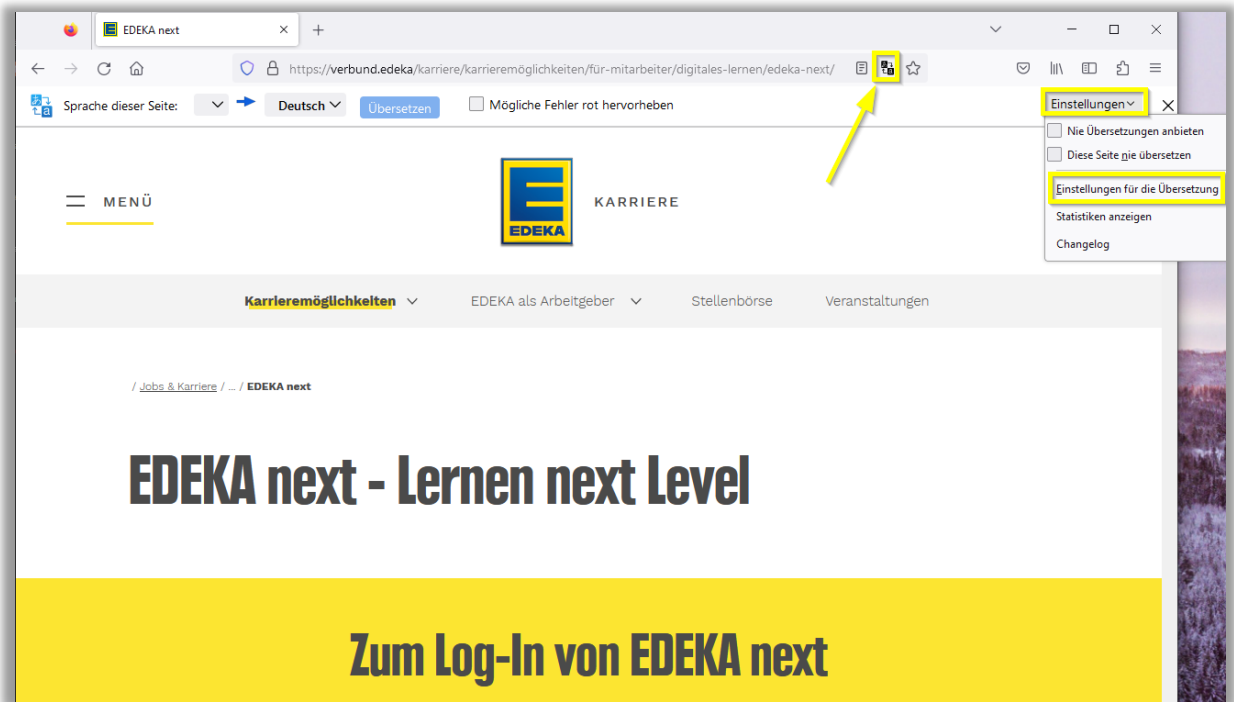 EDEKA next
https://verbund.edeka/karriere/karrieremöglichkeiten/für-mitarbeiter/digitales-lernen/edeka-next/
Sprache dieser Seite: Deutsch Übersetzen Mögliche Fehler rot hervorheben Einstellungen
Nie Übersetzungen anbieten
Diese Seite nie übersetzen
Einstellungen für die Übersetzung
Statistiken anzeigen
Changelog
MENÜ
EDEKA
KARRIERE
Karrieremöglichkeiten EDEKA als Arbeitgeber Stellenbörse Veranstaltungen
/ Jobs & Karriere / ... / EDEKA next
EDEKA next - Lernen next Level
Zum Log-In von EDEKA next